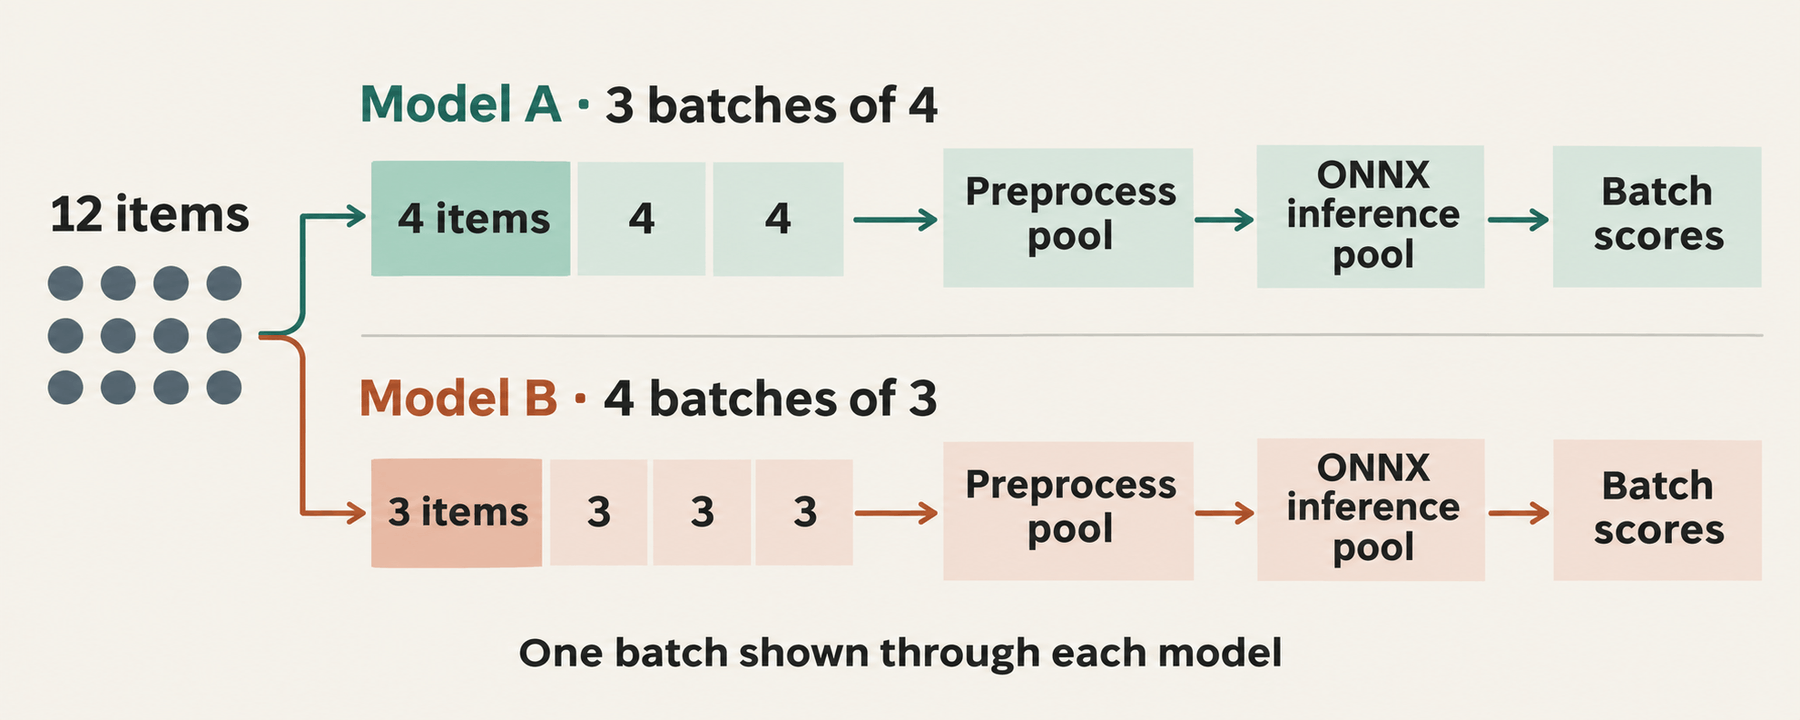 12 items
Model A · 3 batches of 4
4 items
4
4
Preprocess
pool
ONNX
inference
pool
Batch
scores
Model B · 4 batches of 3
3 items
3
3
3
Preprocess
pool
ONNX
inference
pool
Batch
scores
One batch shown through each model